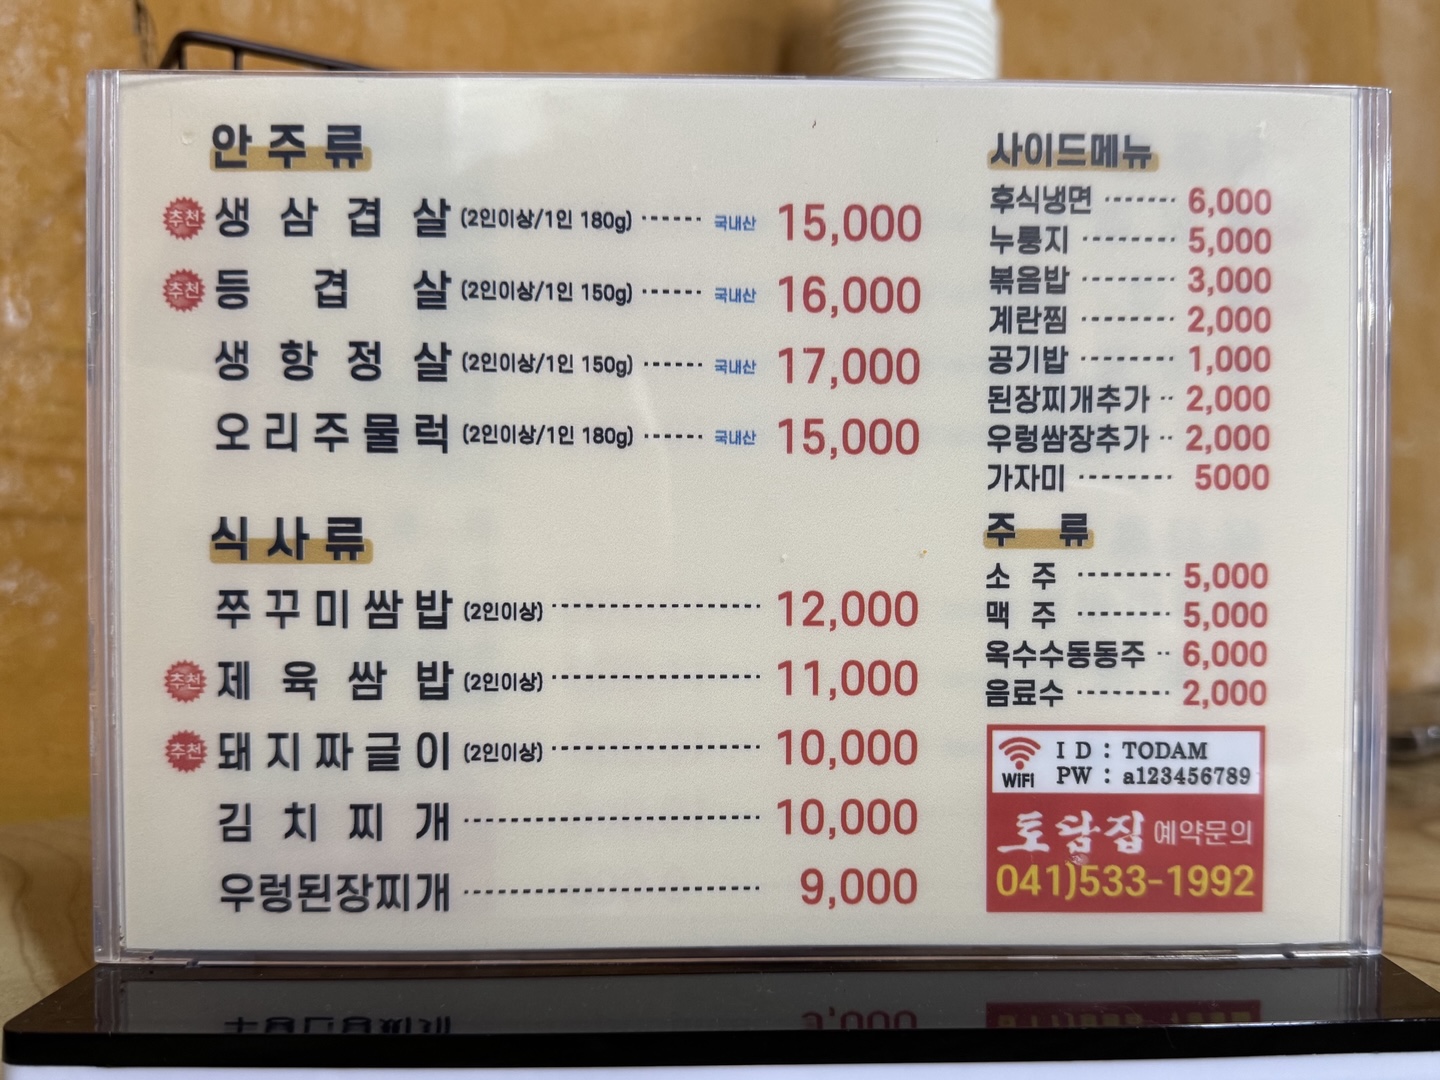 안주류
추천 생삼겹살 (2인이상/1인 180g) ------ 국내산 15,000
추천 등겹살 (2인이상/1인 150g) ------ 국내산 16,000
생항정살 (2인이상/1인 150g) ------ 국내산 17,000
오리주물럭 (2인이상/1인 180g) ------ 국내산 15,000
식사류
쭈꾸미쌈밥 (2인이상) 12,000
추천 제육쌈밥 (2인이상) 11,000
추천 돼지짜글이 (2인이상) 10,000
김치찌개 10,000
우렁된장찌개 9,000
사이드메뉴
후식냉면 6,000
누룽지 5,000
볶음밥 3,000
계란찜 2,000
공기밥 1,000
된장찌개추가 2,000
우렁쌈장추가 2,000
가자미 5000
주류
소주 5,000
맥주 5,000
옥수수동동주 6,000
음료수 2,000
WiFi
ID : TODAM
PW : a123456789
토담집 예약문의
041)533-1992